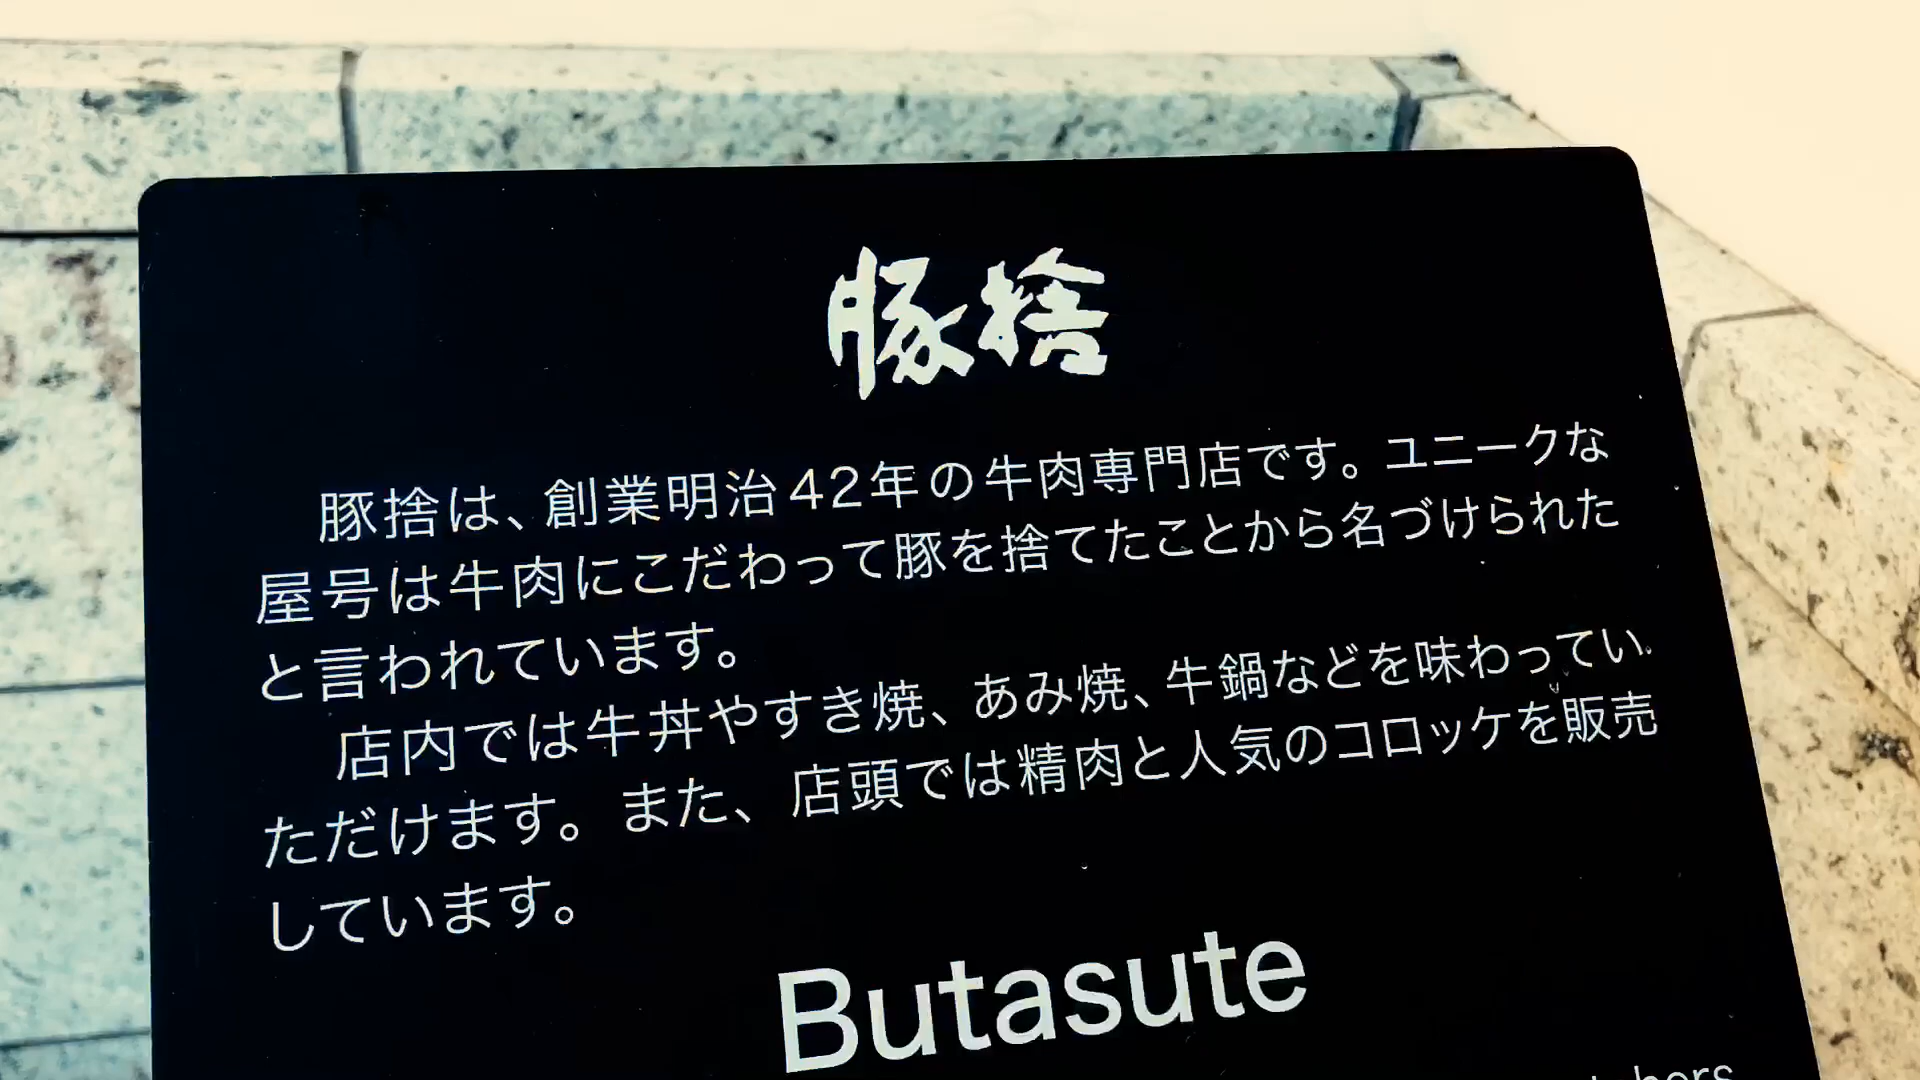 豚捨
豚捨は、創業明治42年の牛肉専門店です。ユニークな
屋号は牛肉にこだわって豚を捨てたことから名づけられた
と言われています。
店内では牛丼やすき焼、あみ焼、牛鍋などを味わってい
ただけます。また、店頭では精肉と人気のコロッケを販売
しています。
Butasute